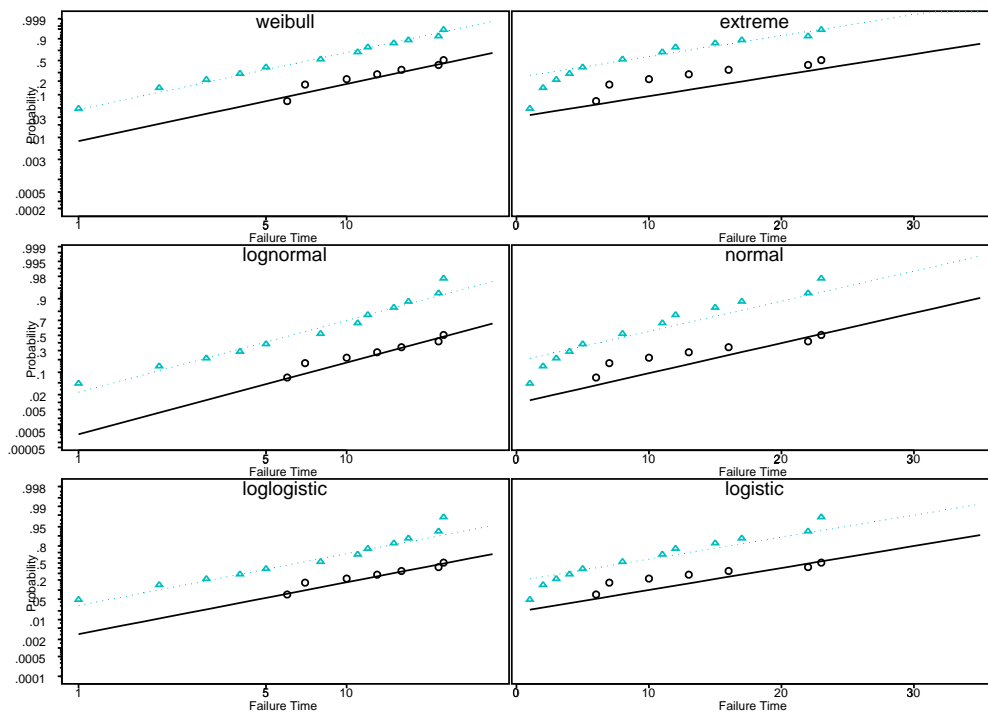 weibull
.999
.9
.5
.2
.1
.03
.01
.003
.0005
.0002
Probability
1 5 10
Failure Time
extreme
0 10 20 30
Failure Time
lognormal
.999
.995
.98
.9
.7
.5
.3
.1
.02
.005
.0005
.00005
Probability
1 5 10
Failure Time
normal
0 10 20 30
Failure Time
loglogistic
.998
.99
.95
.8
.5
.2
.05
.01
.002
.0005
.0001
Probability
1 5 10
Failure Time
logistic
0 10 20 30
Failure Time